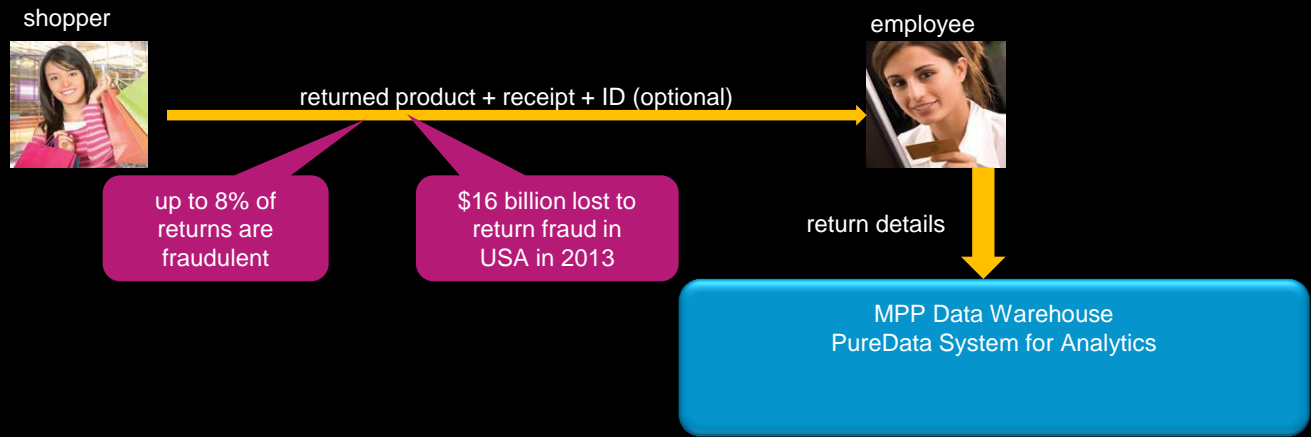 shopper
employee
returned product + receipt + ID (optional)
up to 8% of
returns are
fraudulent
$16 billion lost to
return fraud in
USA in 2013
return details
MPP Data Warehouse
PureData System for Analytics